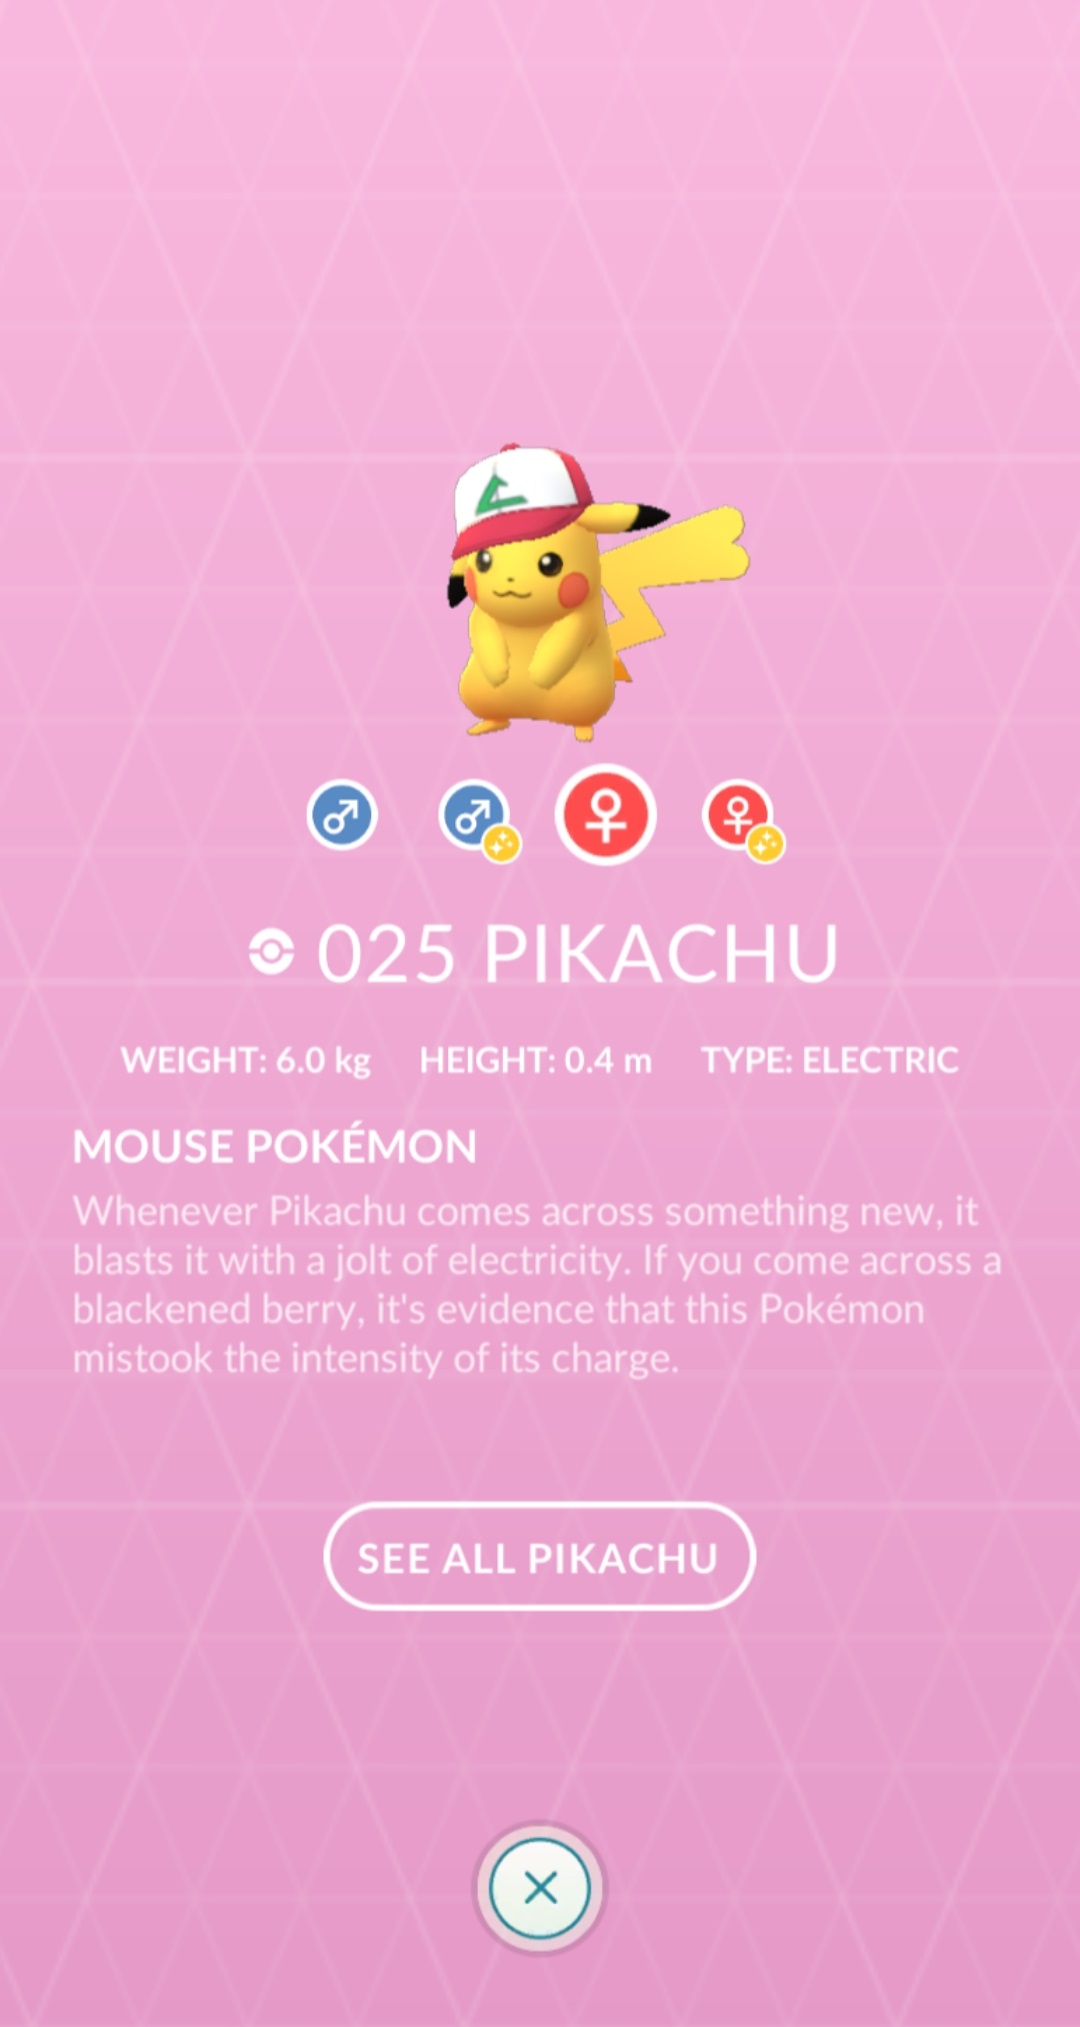 025 PIKACHU
WEIGHT: 6.0 kg HEIGHT: 0.4 m TYPE: ELECTRIC
MOUSE POKÉMON
Whenever Pikachu comes across something new, it
blasts it with a jolt of electricity. If you come across a
blackened berry, it's evidence that this Pokémon
mistook the intensity of its charge.
SEE ALL PIKACHU